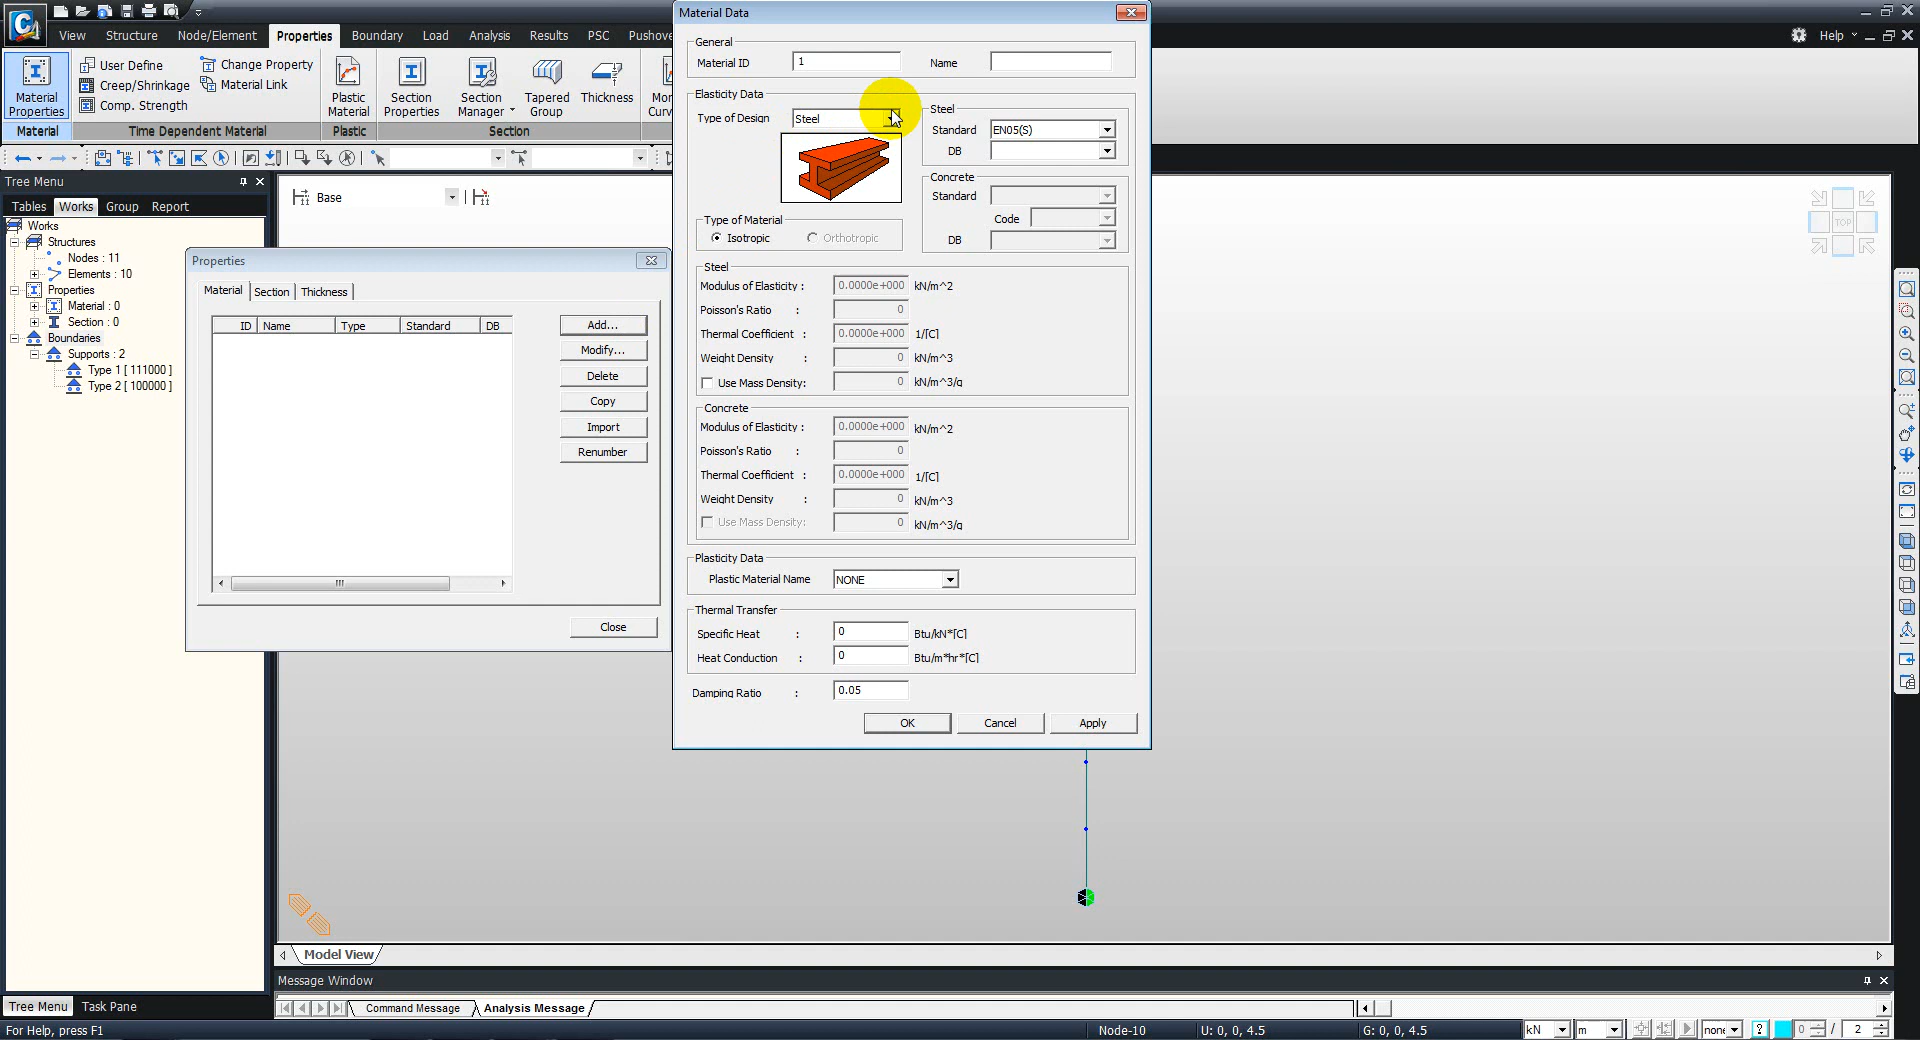 Material Data
View Structure Node/Element Properties Boundary Load Analysis Results PSC Pushove Help
Material Properties
User Define
Creep/Shrinkage
Comp. Strength
Change Property
Material Link
Plastic Material
Section Properties
Section Manager
Tapered Group
Thickness
Mor Curv
Material Time Dependent Material Plastic Section
Tree Menu
Tables Works Group Report
Works
Structures
Nodes : 11
Elements : 10
Properties
Material : 0
Section : 0
Boundaries
Supports : 2
Type 1 [ 111000 ]
Type 2 [ 100000 ]
Base
Properties
Material Section Thickness
ID Name Type Standard DB
Add...
Modify...
Delete
Copy
Import
Renumber
Close
General
Material ID 1 Name
Elasticity Data
Type of Design Steel
Steel
Standard EN05(S)
DB
Concrete
Standard
Code
DB
Type of Material
Isotropic Orthotropic
Steel
Modulus of Elasticity : 0.0000e+000 kN/m^2
Poisson's Ratio : 0
Thermal Coefficient : 0.0000e+000 1/[C]
Weight Density : 0 kN/m^3
Use Mass Density: 0 kN/m^3/g
Concrete
Modulus of Elasticity : 0.0000e+000 kN/m^2
Poisson's Ratio : 0
Thermal Coefficient : 0.0000e+000 1/[C]
Weight Density : 0 kN/m^3
Use Mass Density: 0 kN/m^3/g
Plasticity Data
Plastic Material Name NONE
Thermal Transfer
Specific Heat : 0 Btu/kN*[C]
Heat Conduction : 0 Btu/m*hr*[C]
Damping Ratio : 0.05
OK Cancel Apply
TOP
Model View
Message Window
Command Message Analysis Message
Tree Menu Task Pane
For Help, press F1 Node-10 U: 0, 0, 4.5 G: 0, 0, 4.5 kN m none ? 0 / 2